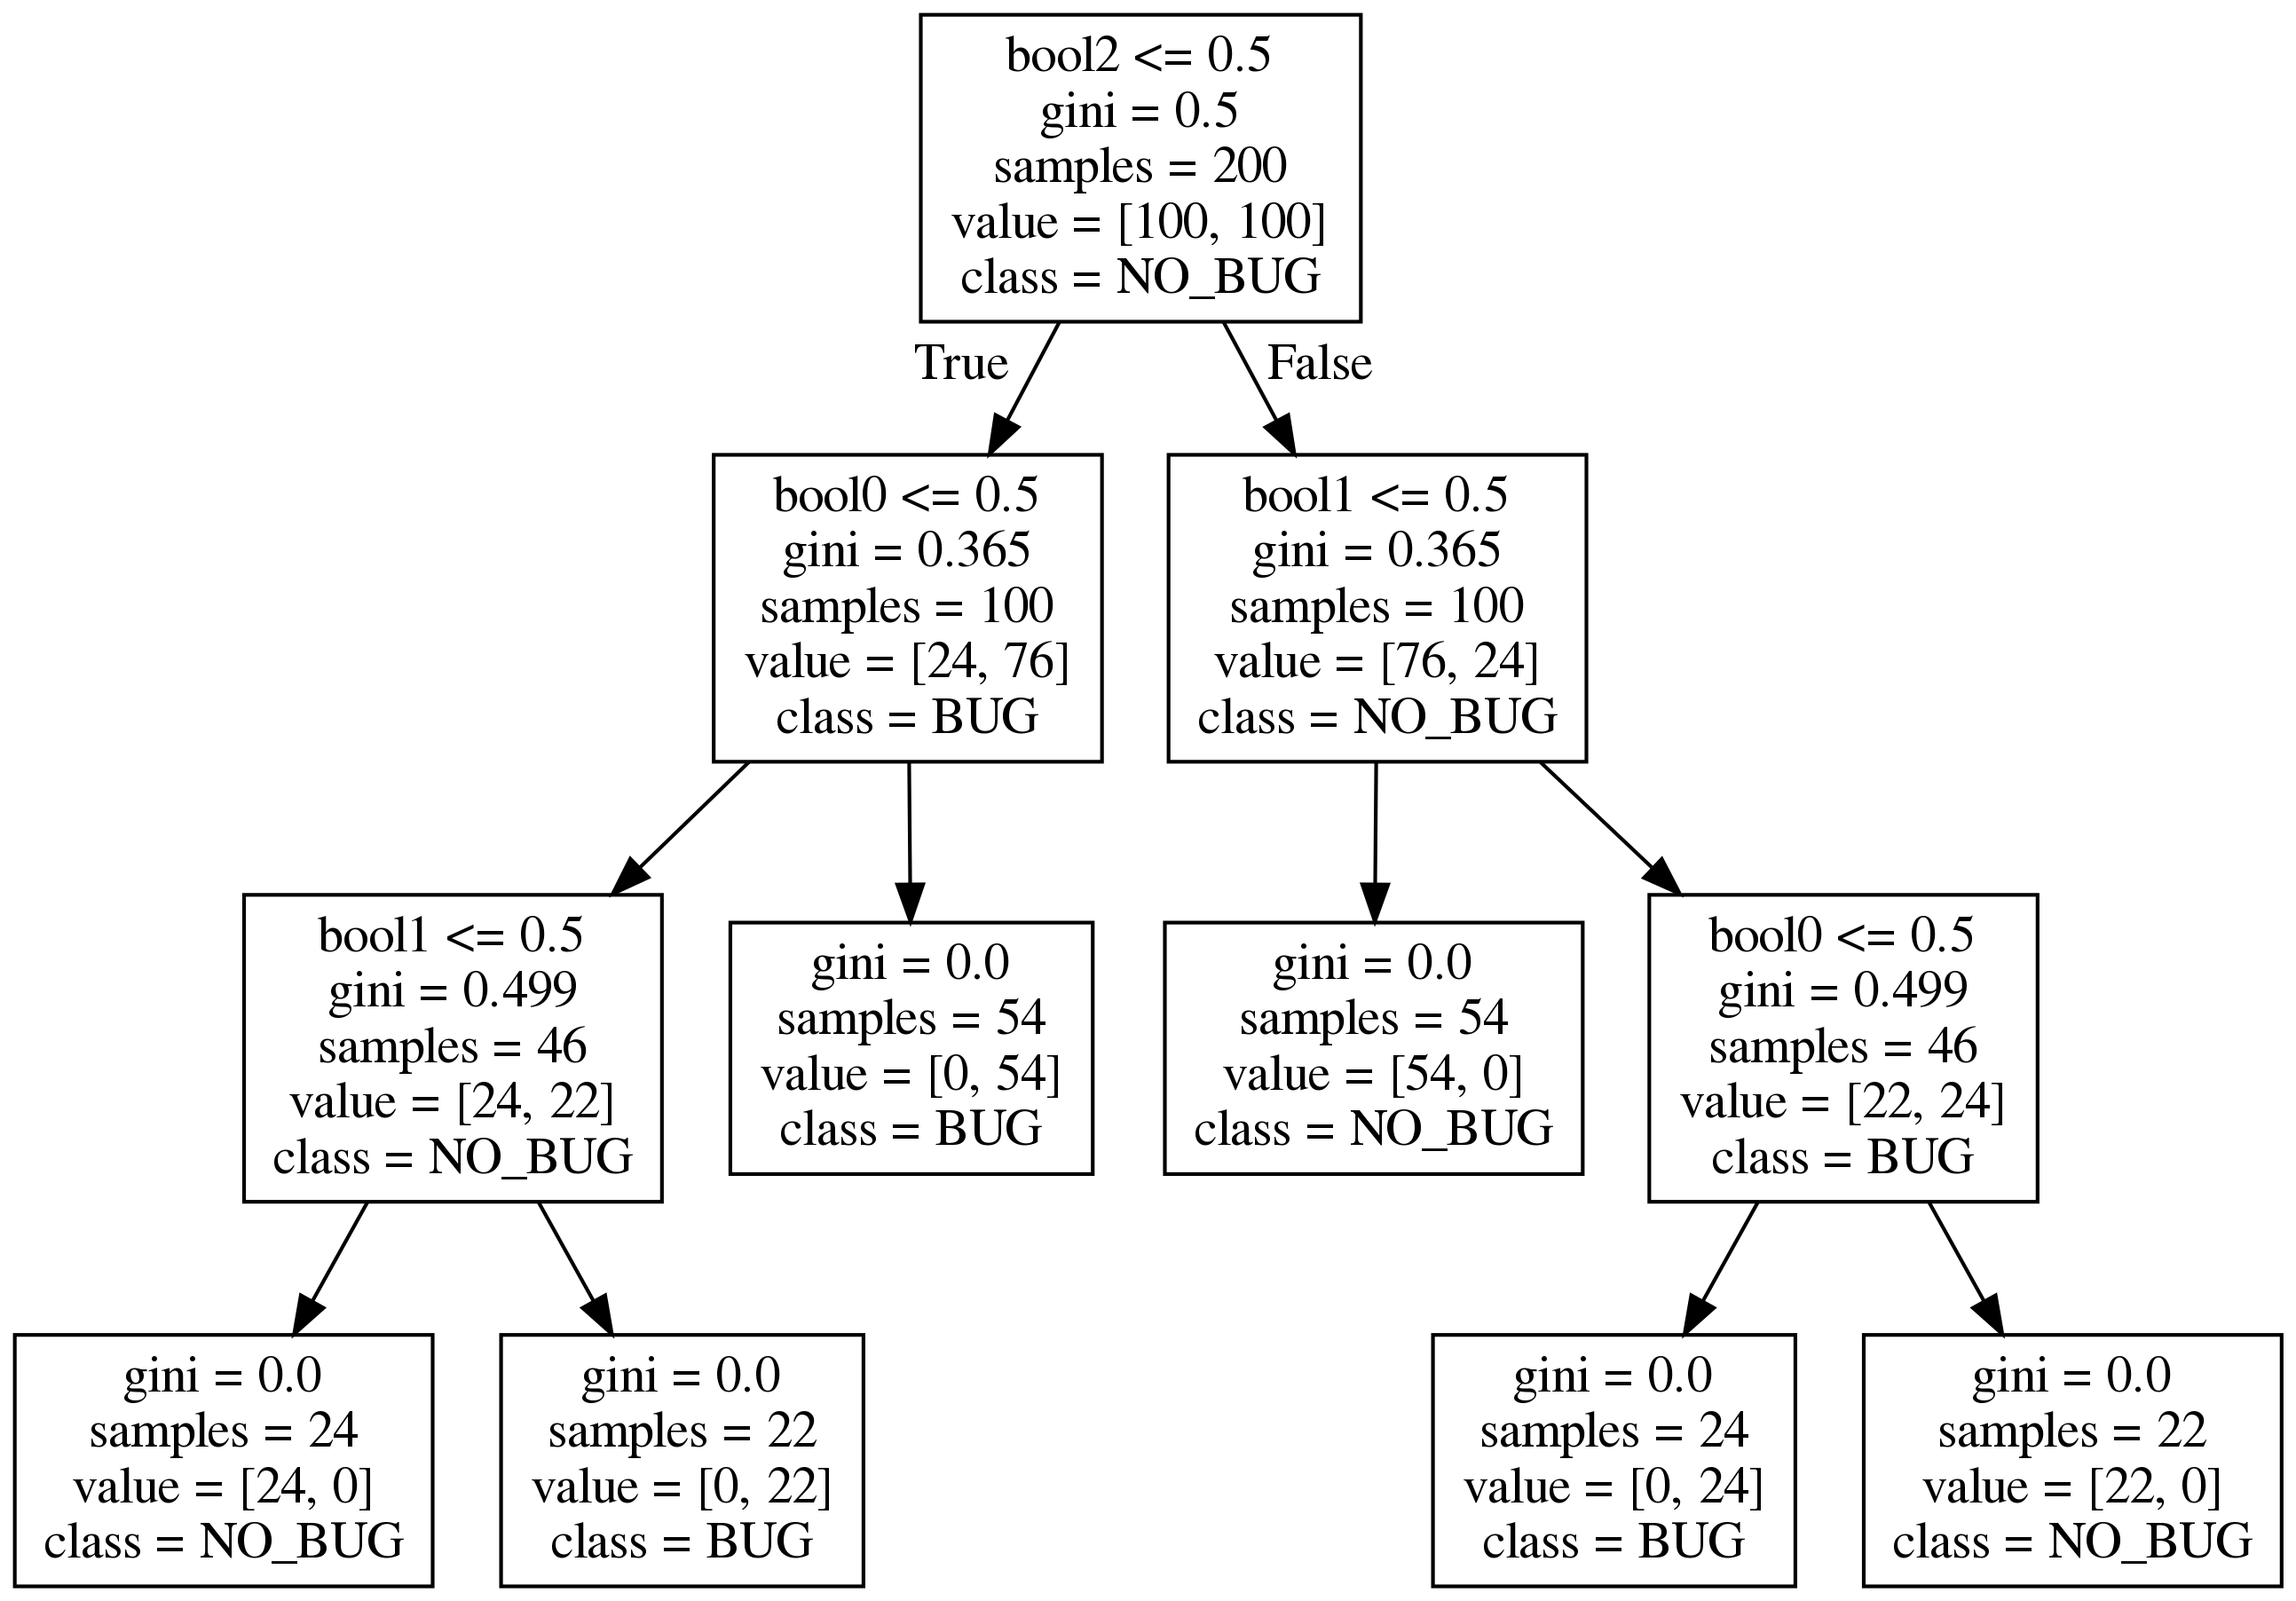 bool2 <= 0.5
gini = 0.5
samples = 200
value = [100, 100]
class = NO_BUG
True
False
bool0 <= 0.5
gini = 0.365
samples = 100
value = [24, 76]
class = BUG
bool1 <= 0.5
gini = 0.365
samples = 100
value = [76, 24]
class = NO_BUG
bool1 <= 0.5
gini = 0.499
samples = 46
value = [24, 22]
class = NO_BUG
gini = 0.0
samples = 54
value = [0, 54]
class = BUG
gini = 0.0
samples = 54
value = [54, 0]
class = NO_BUG
bool0 <= 0.5
gini = 0.499
samples = 46
value = [22, 24]
class = BUG
gini = 0.0
samples = 24
value = [24, 0]
class = NO_BUG
gini = 0.0
samples = 22
value = [0, 22]
class = BUG
gini = 0.0
samples = 24
value = [0, 24]
class = BUG
gini = 0.0
samples = 22
value = [22, 0]
class = NO_BUG